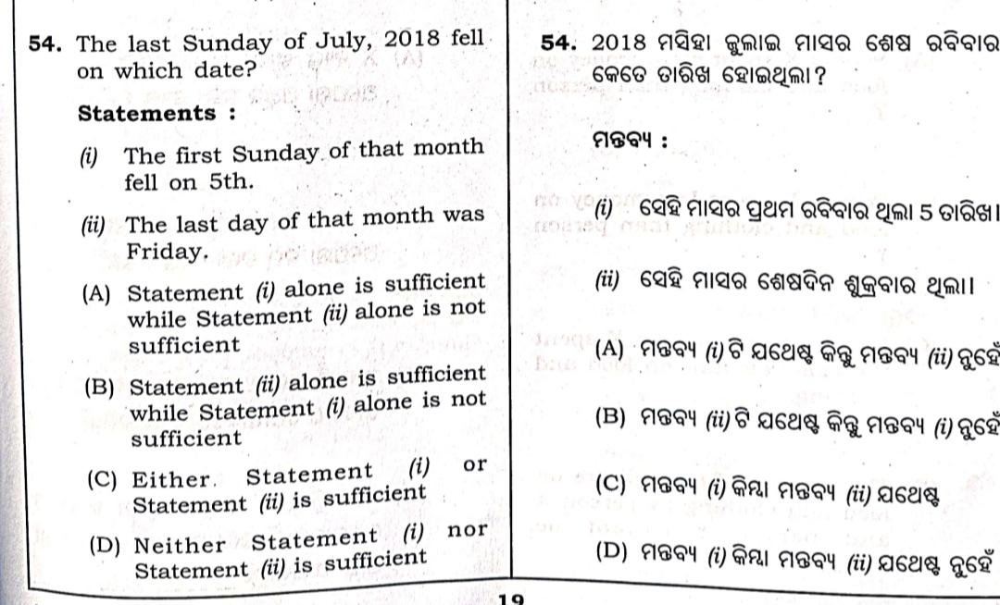 54. The last Sunday of July, 2018 fell
on which date?
Statements :
(i) The first Sunday of that month
fell on 5th.
(ii) The last day of that month was
Friday.
(A) Statement (i) alone is sufficient
while Statement (ii) alone is not
sufficient
(B) Statement (ii) alone is sufficient
while Statement (i) alone is not
sufficient
(C) Either Statement (i) or
Statement (ii) is sufficient
(D) Neither Statement (i) nor
Statement (ii) is sufficient
54. 2018 ମସିହା ଜୁଲାଇ ମାସର ଶେଷ ରବିବାର
କେତେ ତାରିଖ ହୋଇଥିଲା ?
ମନ୍ତବ୍ୟ :
(i) ସେହି ମାସର ପ୍ରଥମ ରବିବାର ଥିଲା 5 ତାରିଖ।
(ii) ସେହି ମାସର ଶେଷଦିନ ଶୁକ୍ରବାର ଥିଲା।
(A) ମନ୍ତବ୍ୟ (i) ଟି ଯଥେଷ୍ଟ କିନ୍ତୁ ମନ୍ତବ୍ୟ (ii) ନୁହେଁ
(B) ମନ୍ତବ୍ୟ (ii) ଟି ଯଥେଷ୍ଟ କିନ୍ତୁ ମନ୍ତବ୍ୟ (i) ନୁହେଁ
(C) ମନ୍ତବ୍ୟ (i) କିମ୍ବା ମନ୍ତବ୍ୟ (ii) ଯଥେଷ୍ଟ
(D) ମନ୍ତବ୍ୟ (i) କିମ୍ବା ମନ୍ତବ୍ୟ (ii) ଯଥେଷ୍ଟ ନୁହେଁ
19